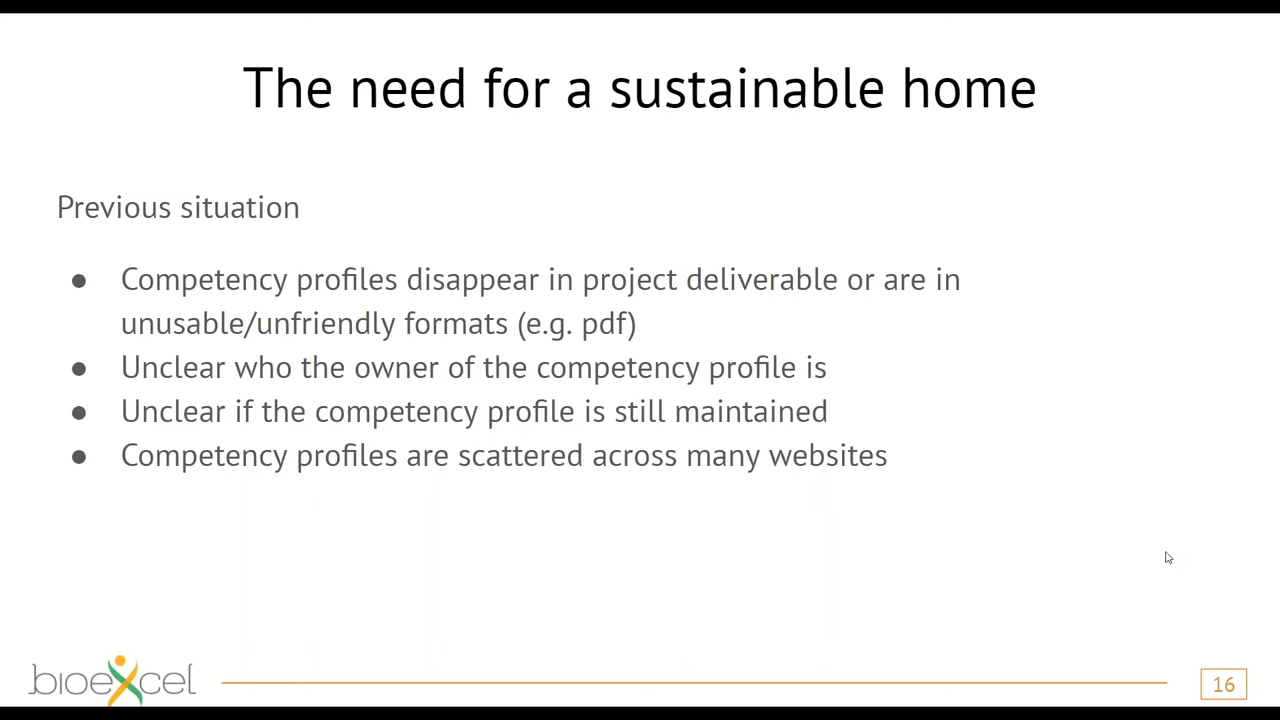 The need for a sustainable home
Previous situation
● Competency profiles disappear in project deliverable or are in
unusable/unfriendly formats (e.g. pdf)
● Unclear who the owner of the competency profile is
● Unclear if the competency profile is still maintained
● Competency profiles are scattered across many websites
bioexcel
16